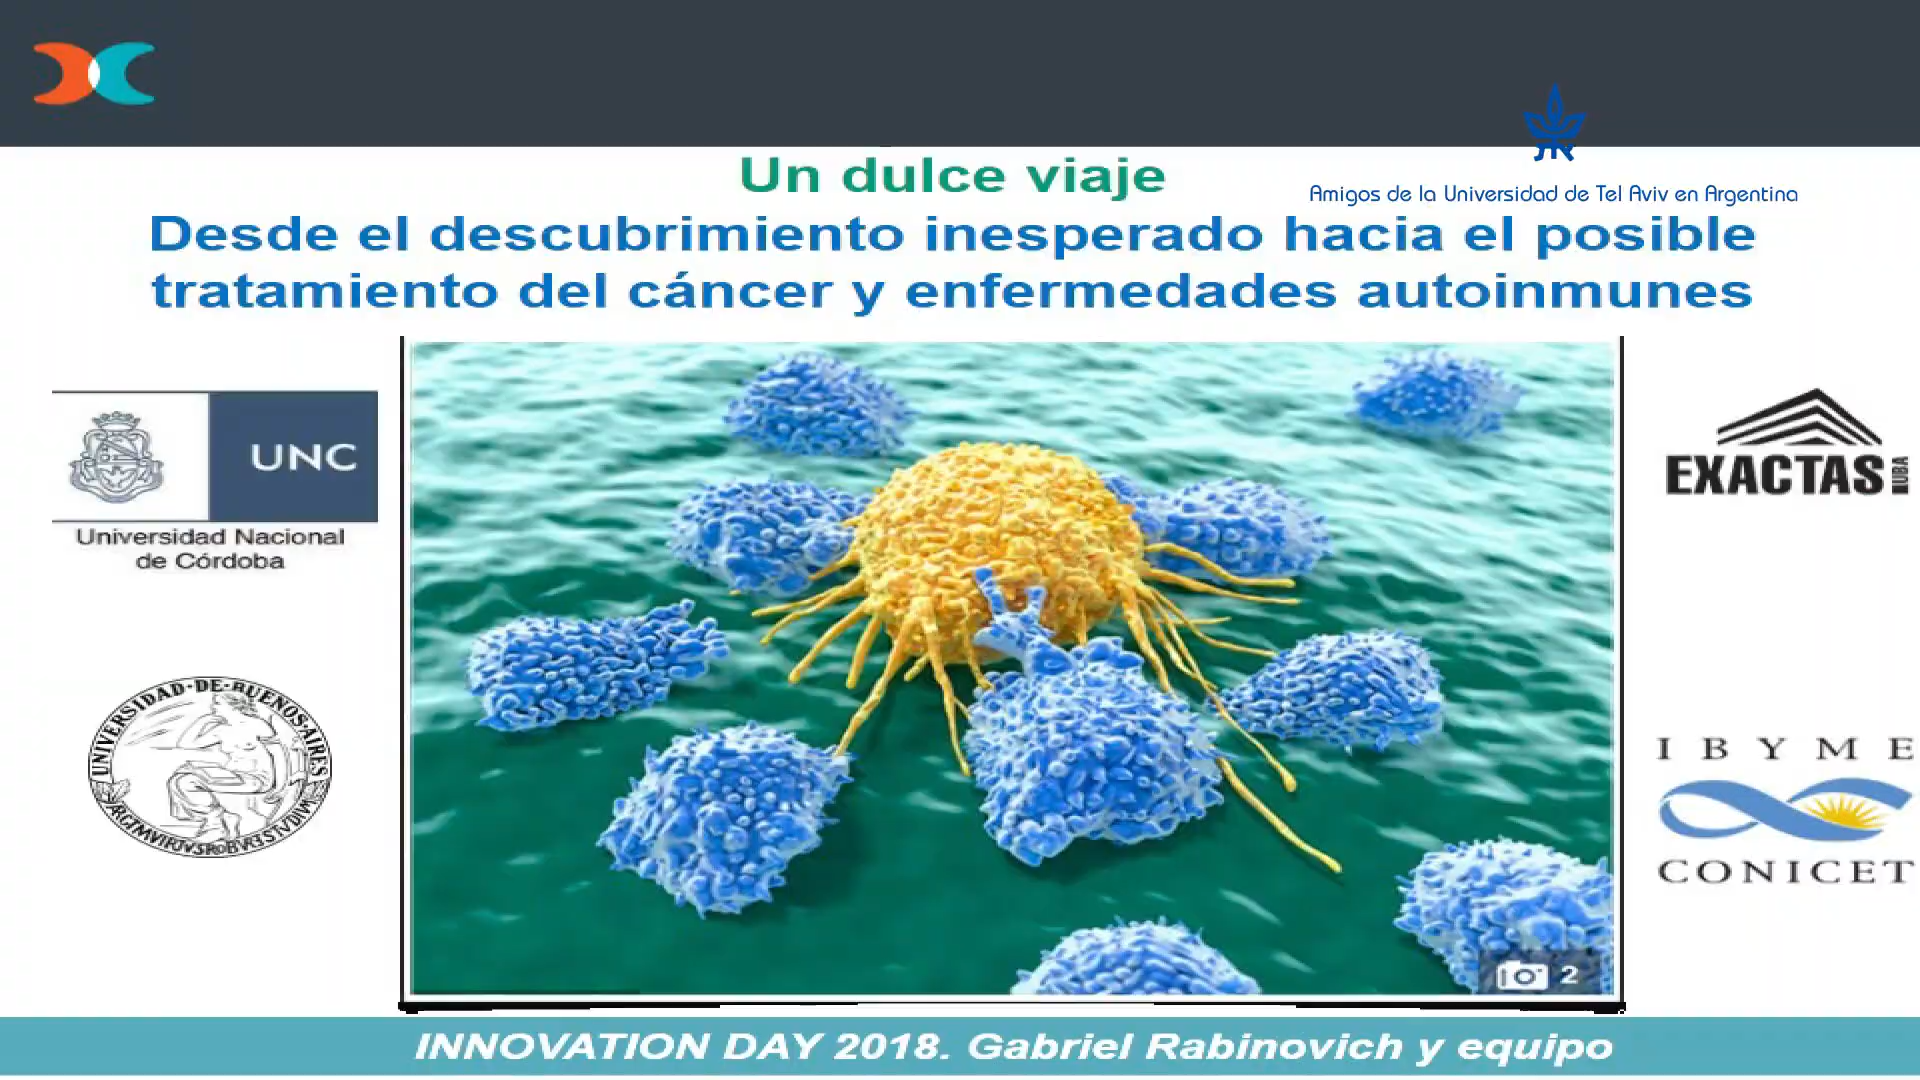 Un dulce viaje
Amigos de la Universidad de Tel Aviv en Argentina
Desde el descubrimiento inesperado hacia el posible
tratamiento del cáncer y enfermedades autoinmunes
UNC
Universidad Nacional
de Córdoba
EXACTAS
UBA
UNIVERSIDAD·DE·BUENOS·AIRES
I B Y M E
CONICET
2
INNOVATION DAY 2018. Gabriel Rabinovich y equipo